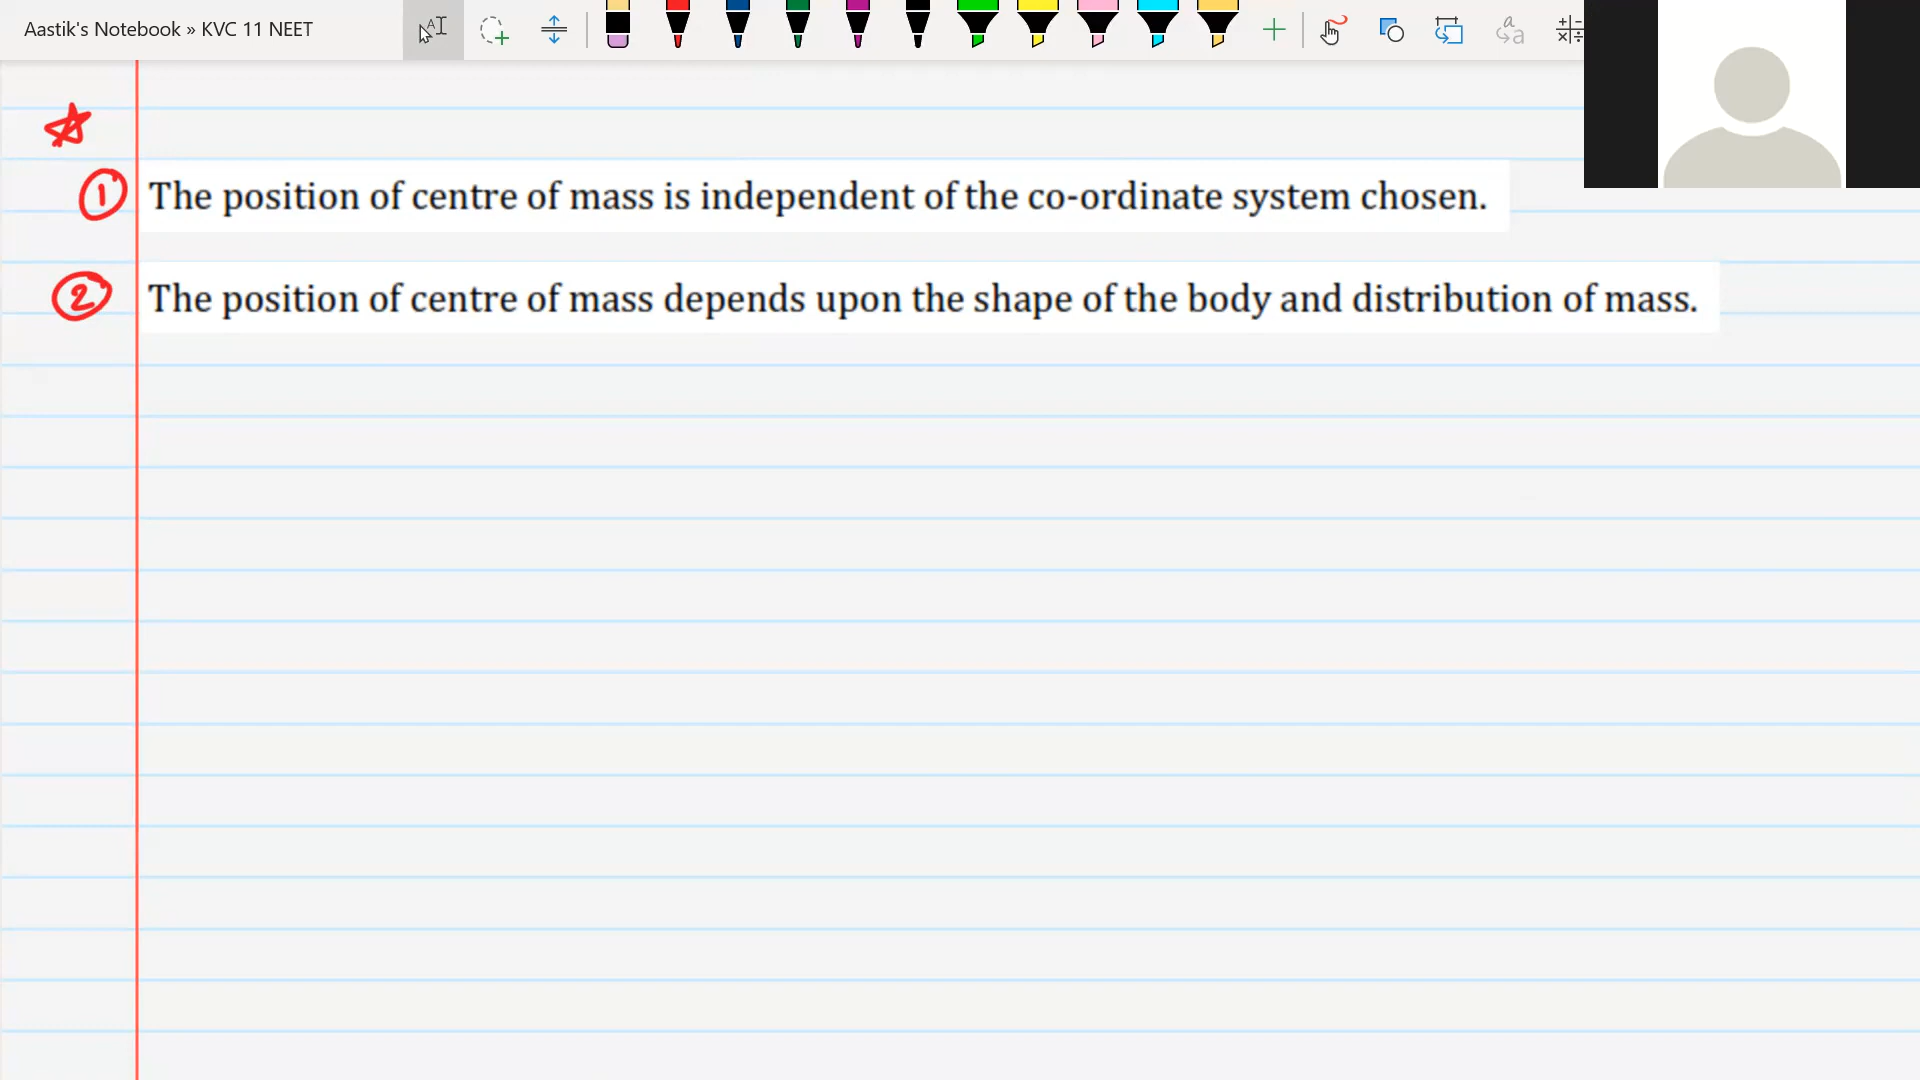 Aastik's Notebook » KVC 11 NEET
① The position of centre of mass is independent of the co-ordinate system chosen.
② The position of centre of mass depends upon the shape of the body and distribution of mass.